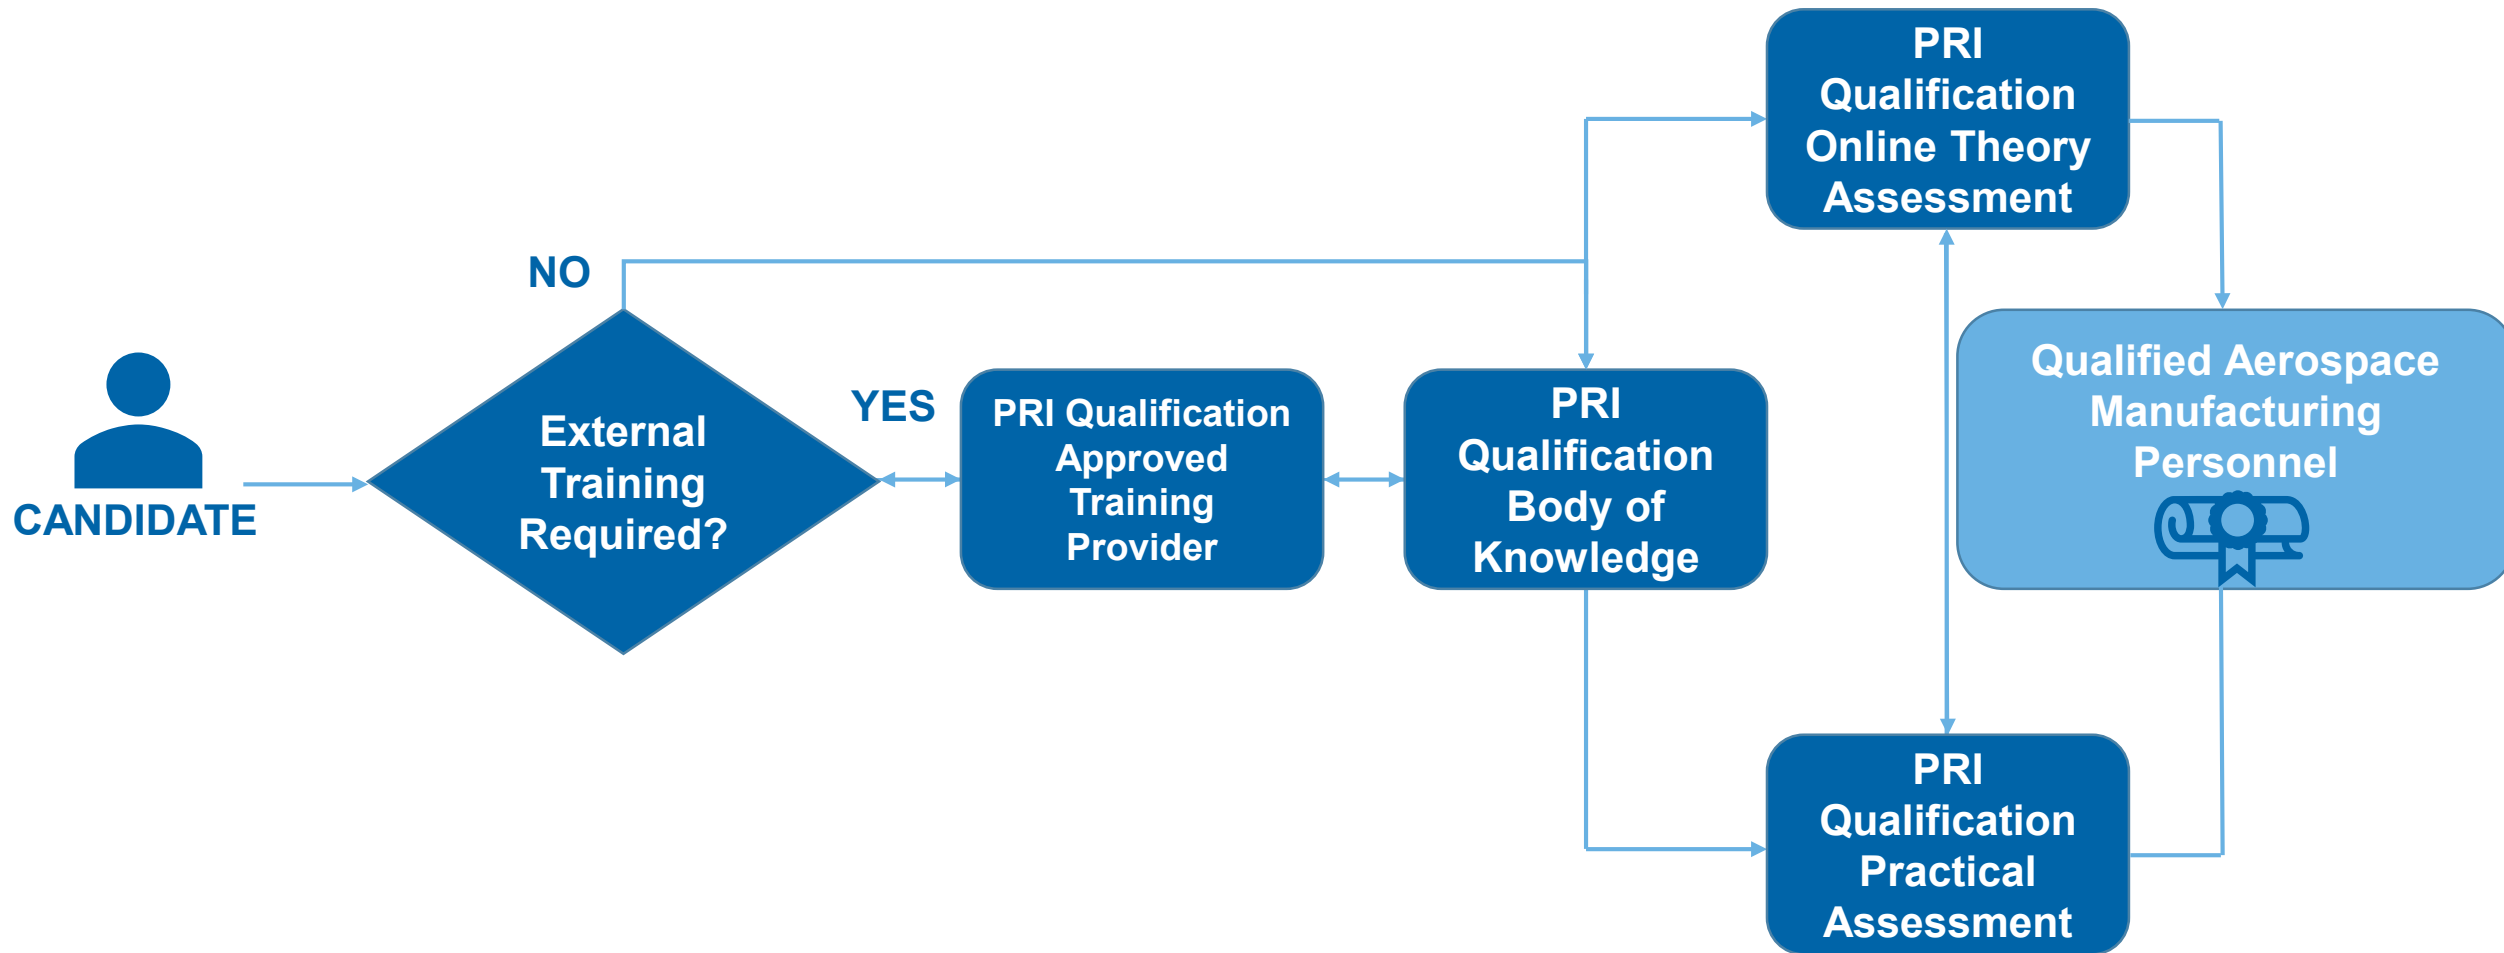 CANDIDATE
External
Training
Required?
NO
YES
PRI Qualification
Approved
Training
Provider
PRI
Qualification
Body of
Knowledge
PRI
Qualification
Online Theory
Assessment
PRI
Qualification
Practical
Assessment
Qualified Aerospace
Manufacturing
Personnel